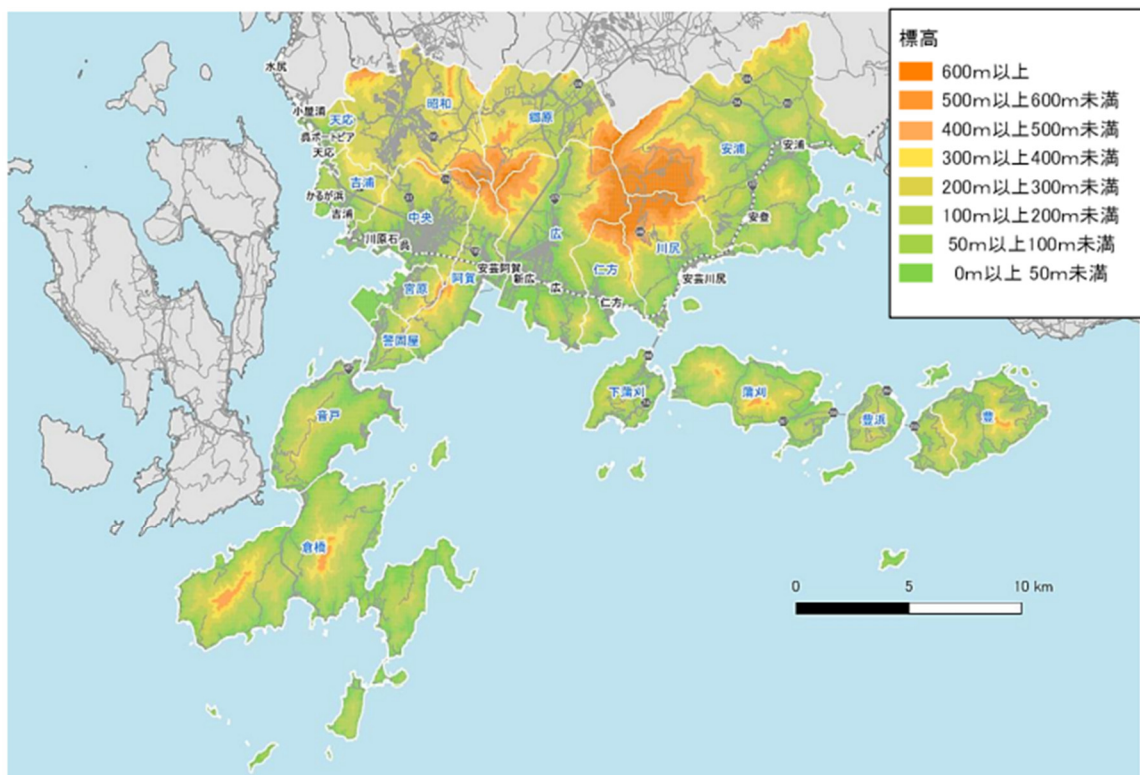 標高
600m以上
500m以上600m未満
400m以上500m未満
300m以上400m未満
200m以上300m未満
100m以上200m未満
50m以上100m未満
0m以上 50m未満
水尻
小屋浦
天応
呉ポートピア
天応
昭和
郷原
安浦
安浦
吉浦
かるが浜
吉浦
中央
川原石
呉
広
安登
川尻
仁方
安芸阿賀
新広
広
仁方
安芸川尻
宮原
阿賀
警固屋
音戸
下蒲刈
蒲刈
豊浜
豊
倉橋
0 5 10 km